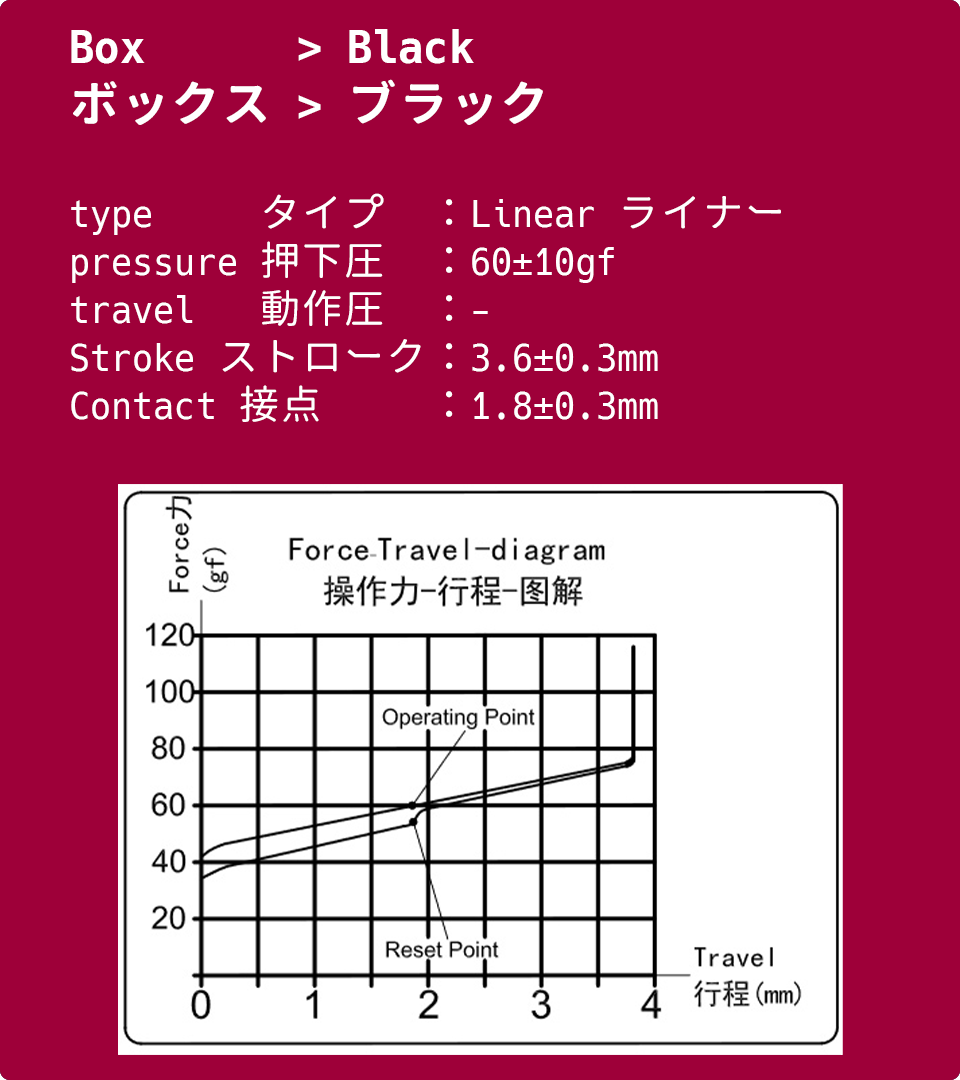 Box > Black
ボックス > ブラック
type タイプ ：Linear ライナー
pressure 押下圧 ：60±10gf
travel 動作圧 ：-
Stroke ストローク：3.6±0.3mm
Contact 接点 ：1.8±0.3mm
Force力
(gf)
Force-Travel-diagram
操作力-行程-图解
120
100
Operating Point
80
60
40
20
Reset Point
Travel
行程(mm)
0 1 2 3 4